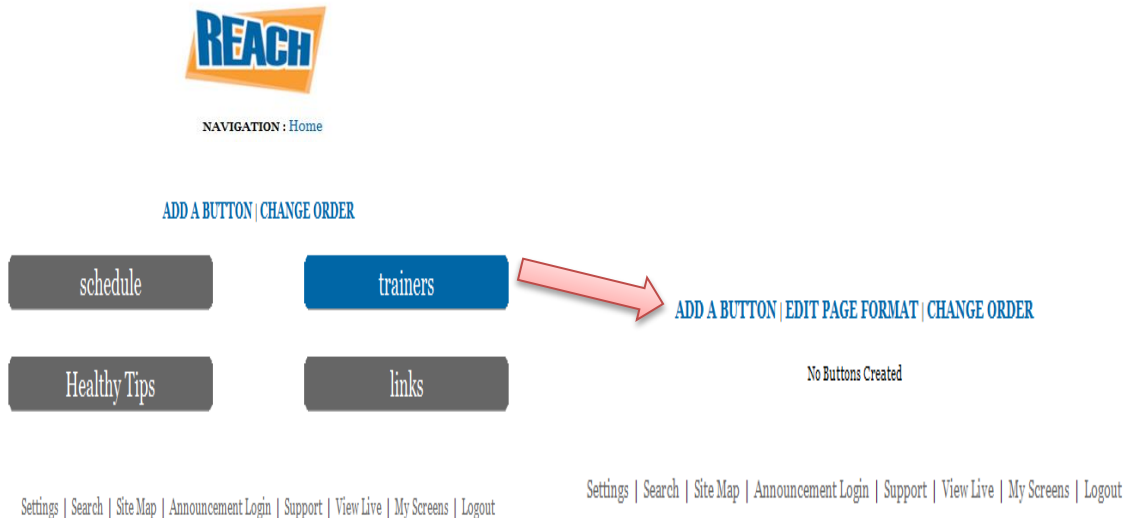 REACH
NAVIGATION : Home
ADD A BUTTON | CHANGE ORDER
schedule
trainers
Healthy Tips
links
Settings | Search | Site Map | Announcement Login | Support | View Live | My Screens | Logout
ADD A BUTTON | EDIT PAGE FORMAT | CHANGE ORDER
No Buttons Created
Settings | Search | Site Map | Announcement Login | Support | View Live | My Screens | Logout